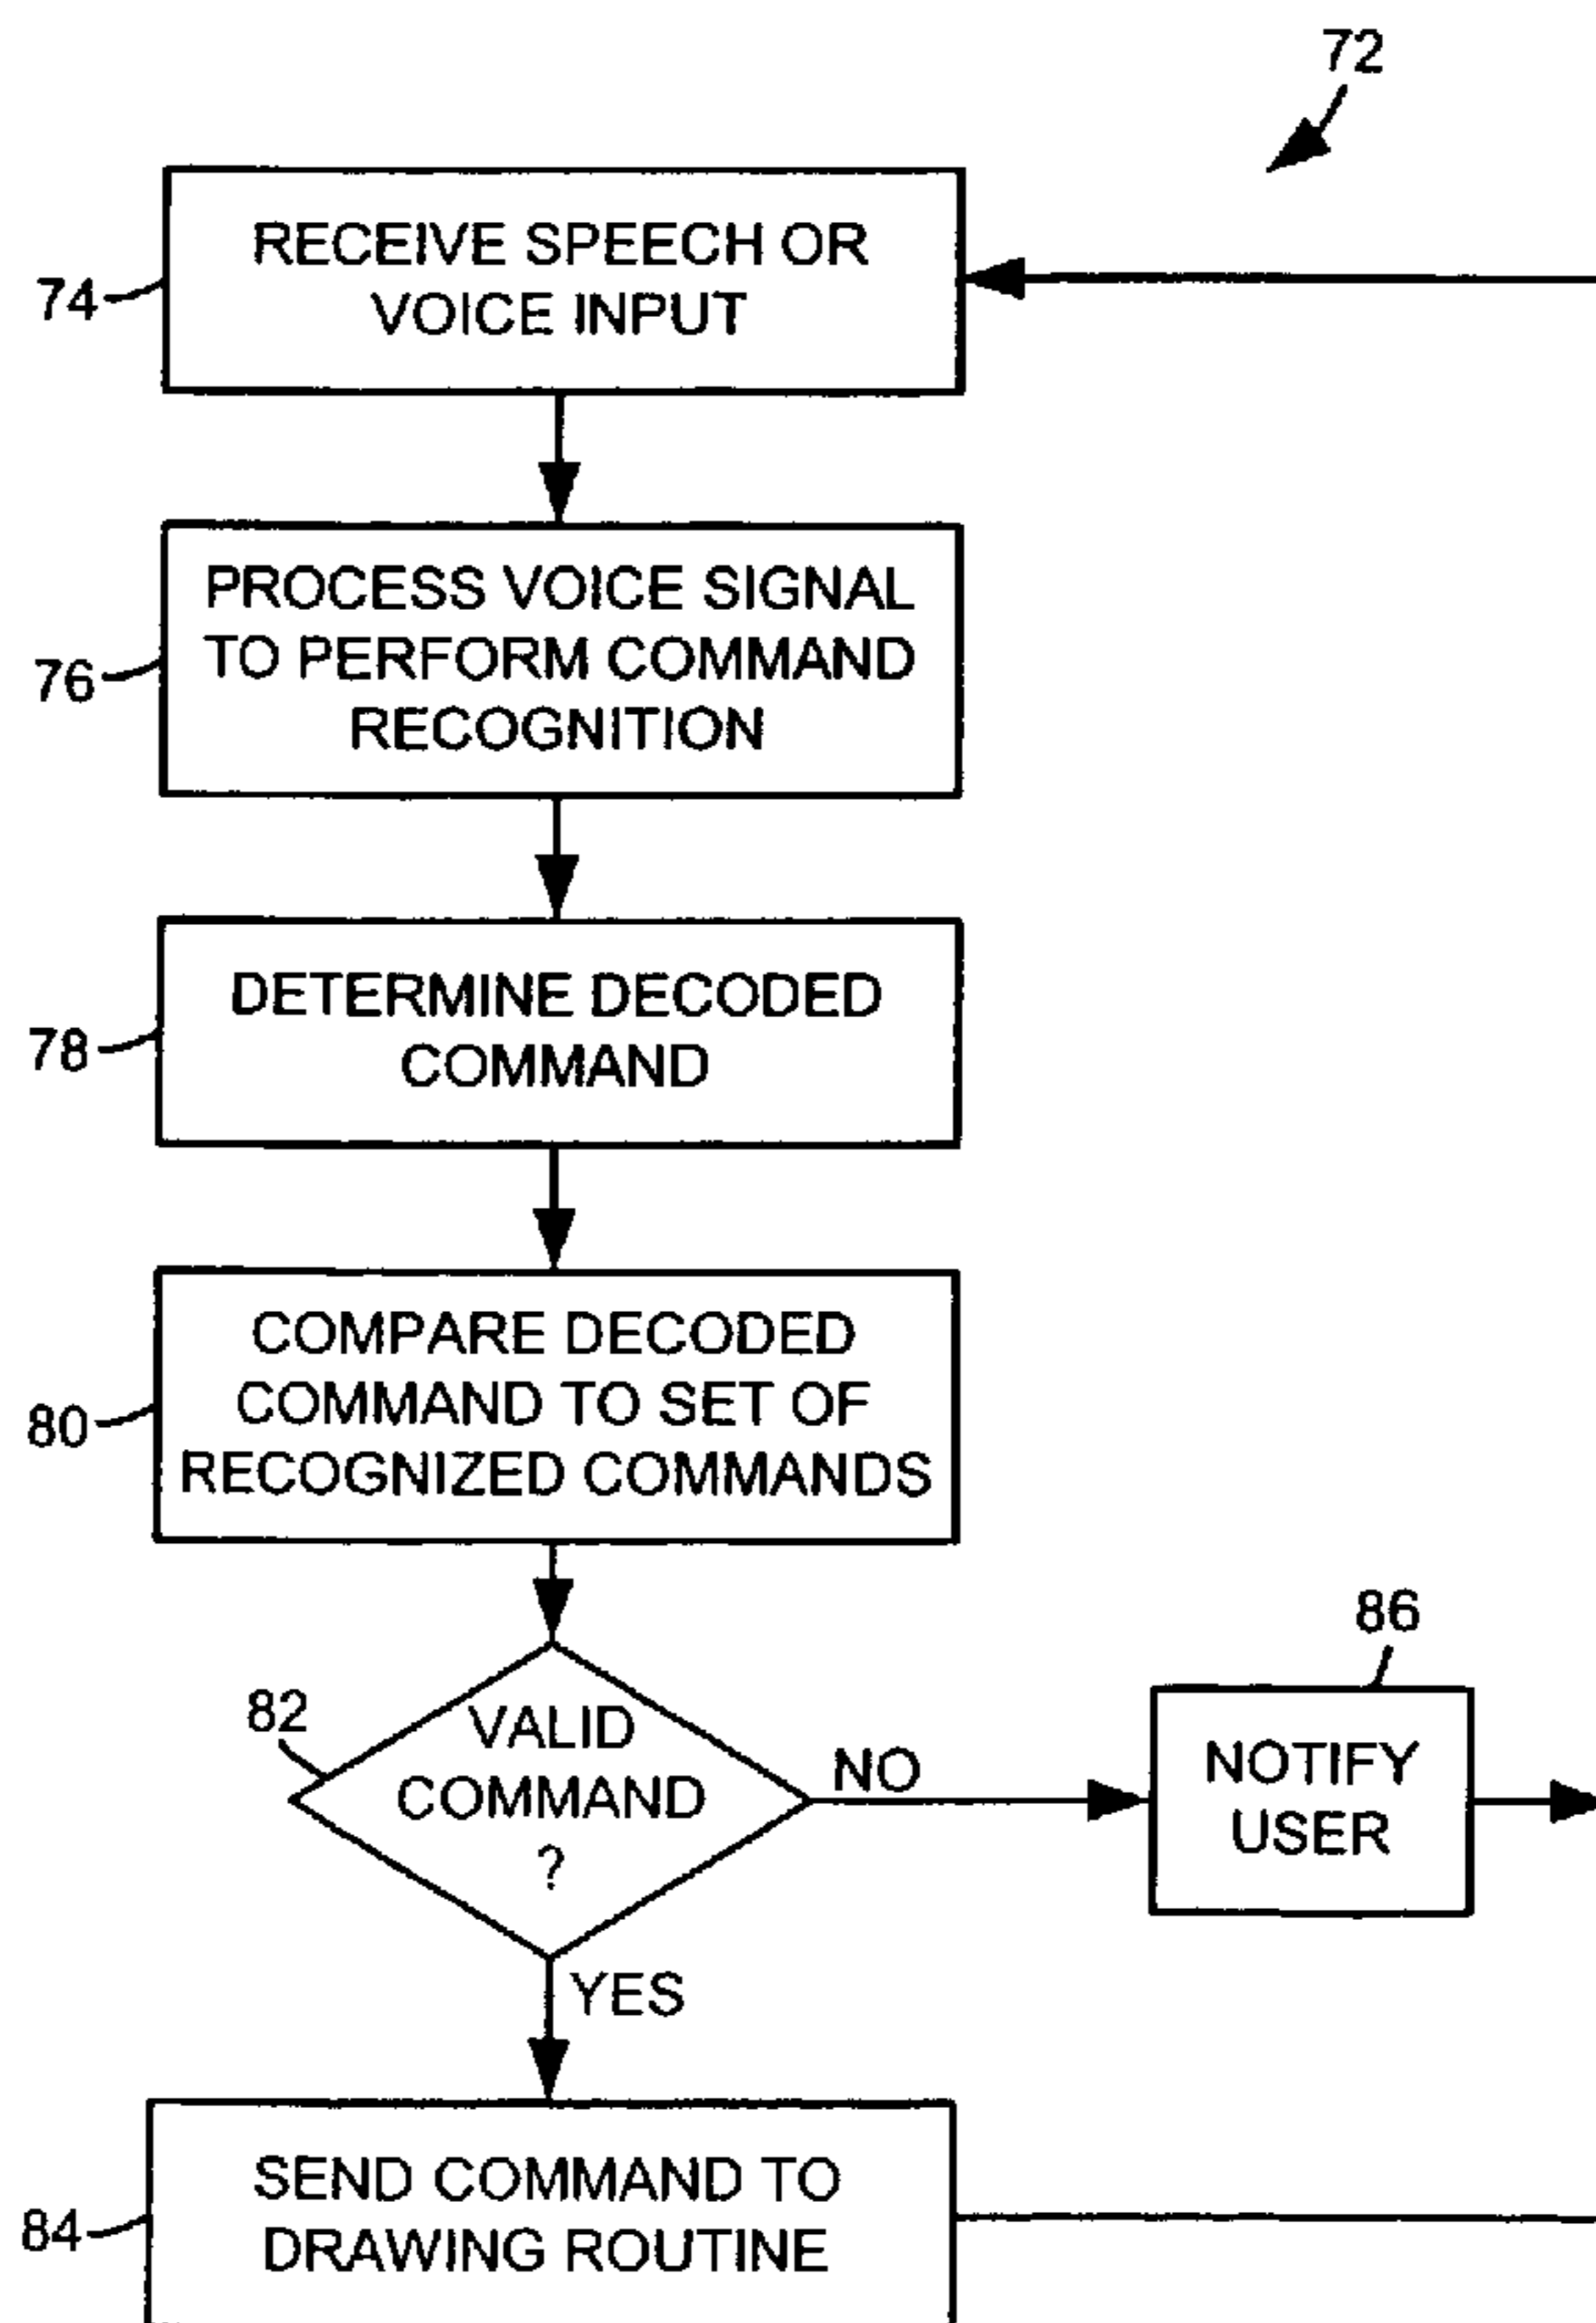 72
RECEIVE SPEECH OR
VOICE INPUT
74
PROCESS VOICE SIGNAL
TO PERFORM COMMAND
RECOGNITION
76
DETERMINE DECODED
COMMAND
78
COMPARE DECODED
COMMAND TO SET OF
RECOGNIZED COMMANDS
80
82
VALID
COMMAND
?
NO
86
NOTIFY
USER
YES
SEND COMMAND TO
DRAWING ROUTINE
84